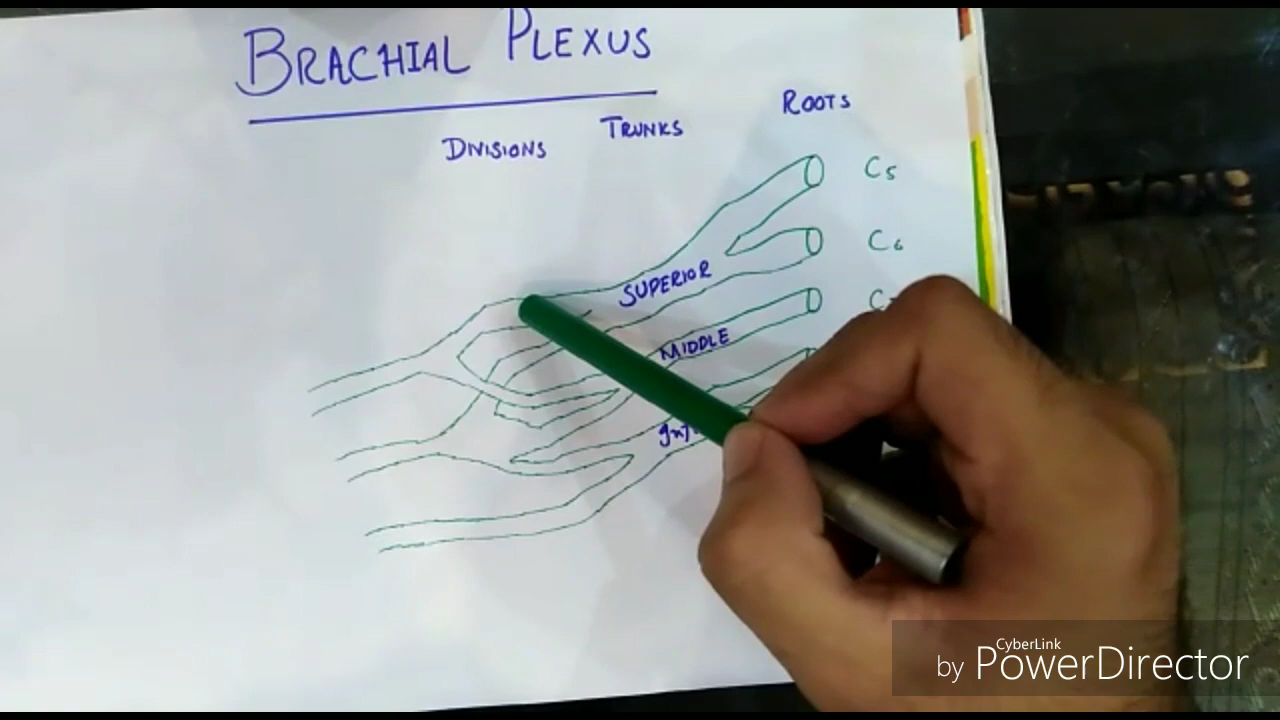 BRACHIAL PLEXUS
ROOTS
TRUNKS
DIVISIONS
C5
C6
SUPERIOR
MIDDLE
CyberLink
by PowerDirector